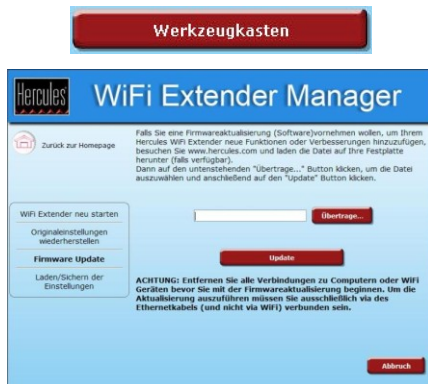 Werkzeugkasten
Hercules WiFi Extender Manager
Zurück zur Homepage
Falls Sie eine Firmwareaktualisierung (Software)vornehmen wollen, um Ihrem
Hercules WiFi Extender neue Funktionen oder Verbesserungen hinzuzufügen,
besuchen Sie www.hercules.com und laden die Datei auf Ihre Festplatte
herunter (falls verfügbar).
Dann auf den untenstehenden "Übertrage..." Button klicken, um die Datei
auszuwählen und anschließend auf den "Update" Button klicken.
WiFi Extender neu starten
Originaleinstellungen
wiederherstellen
Firmware Update
Laden/Sichern der
Einstellungen
Übertrage...
Update
ACHTUNG: Entfernen Sie alle Verbindungen zu Computern oder WiFi
Geräten bevor Sie mit der Firmwareaktualisierung beginnen. Um die
Aktualisierung auszuführen müssen Sie ausschließlich via des
Ethernetkabels (und nicht via WiFi) verbunden sein.
Abbruch